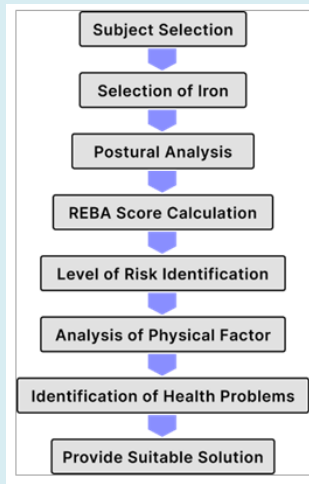 Subject Selection
Selection of Iron
Postural Analysis
REBA Score Calculation
Level of Risk Identification
Analysis of Physical Factor
Identification of Health Problems
Provide Suitable Solution